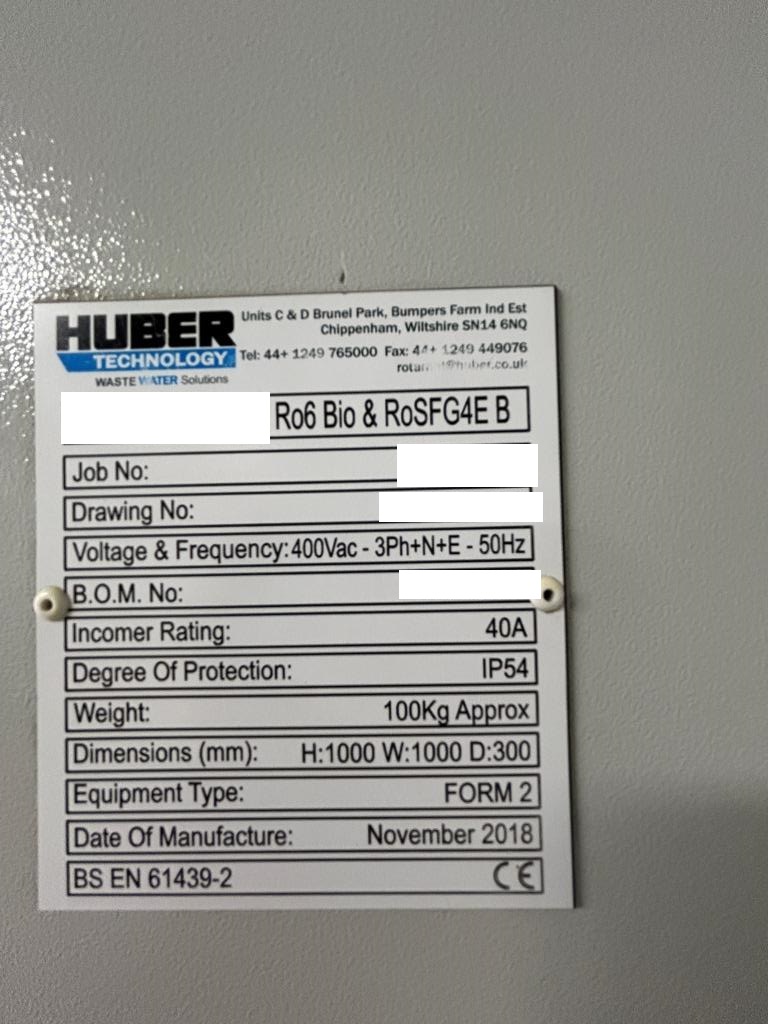 HUBER
TECHNOLOGY
WASTE WATER Solutions
Units C & D Brunel Park, Bumpers Farm Ind Est
Chippenham, Wiltshire SN14 6NQ
Tel: 44+ 1249 765000 Fax: 44+ 1249 449076
Ro6 Bio & RoSFG4E B
Job No:
Drawing No:
Voltage & Frequency: 400Vac - 3Ph+N+E - 50Hz
B.O.M. No:
Incomer Rating: 40A
Degree Of Protection: IP54
Weight: 100Kg Approx
Dimensions (mm): H:1000 W:1000 D:300
Equipment Type: FORM 2
Date Of Manufacture: November 2018
BS EN 61439-2 CE